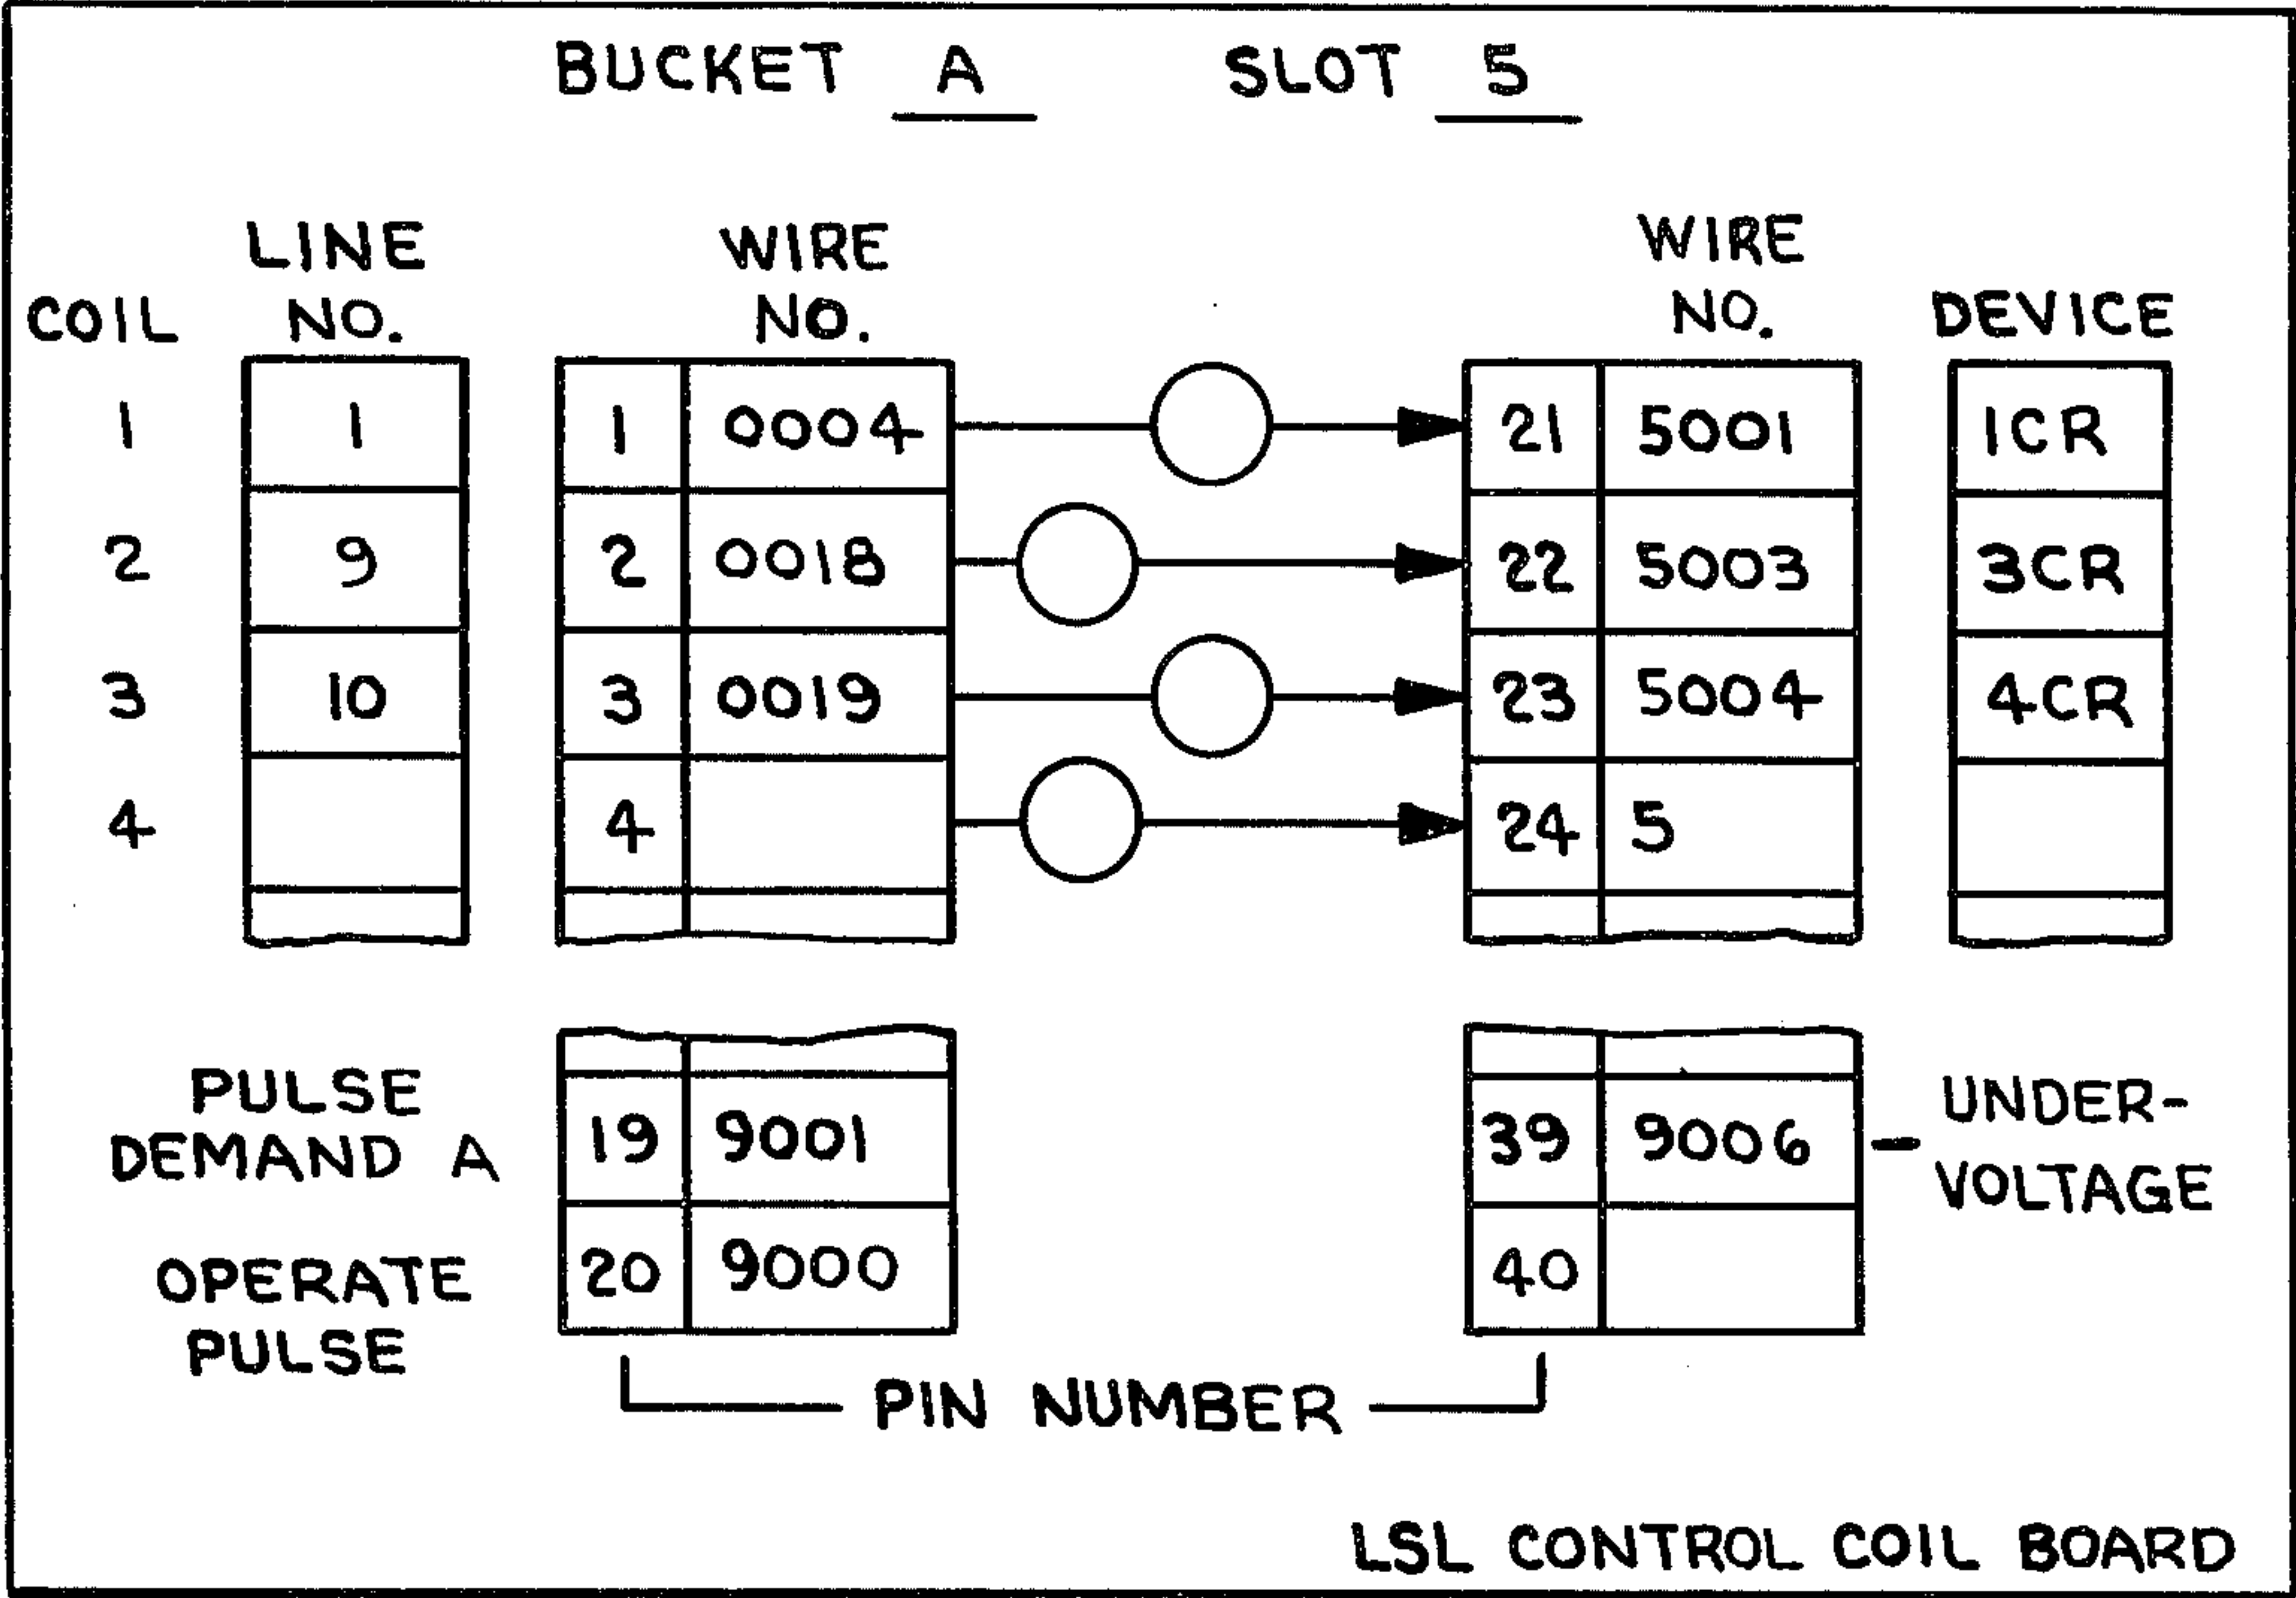 BUCKET A SLOT 5
LINE WIRE WIRE
COIL NO. NO. NO. DEVICE
1 1 1 0004 21 5001 1CR
2 9 2 0018 22 5003 3CR
3 10 3 0019 23 5004 4CR
4 4 24 5
PULSE
DEMAND A 19 9001 39 9006 UNDER-
VOLTAGE
OPERATE
PULSE 20 9000 40
PIN NUMBER
LSL CONTROL COIL BOARD